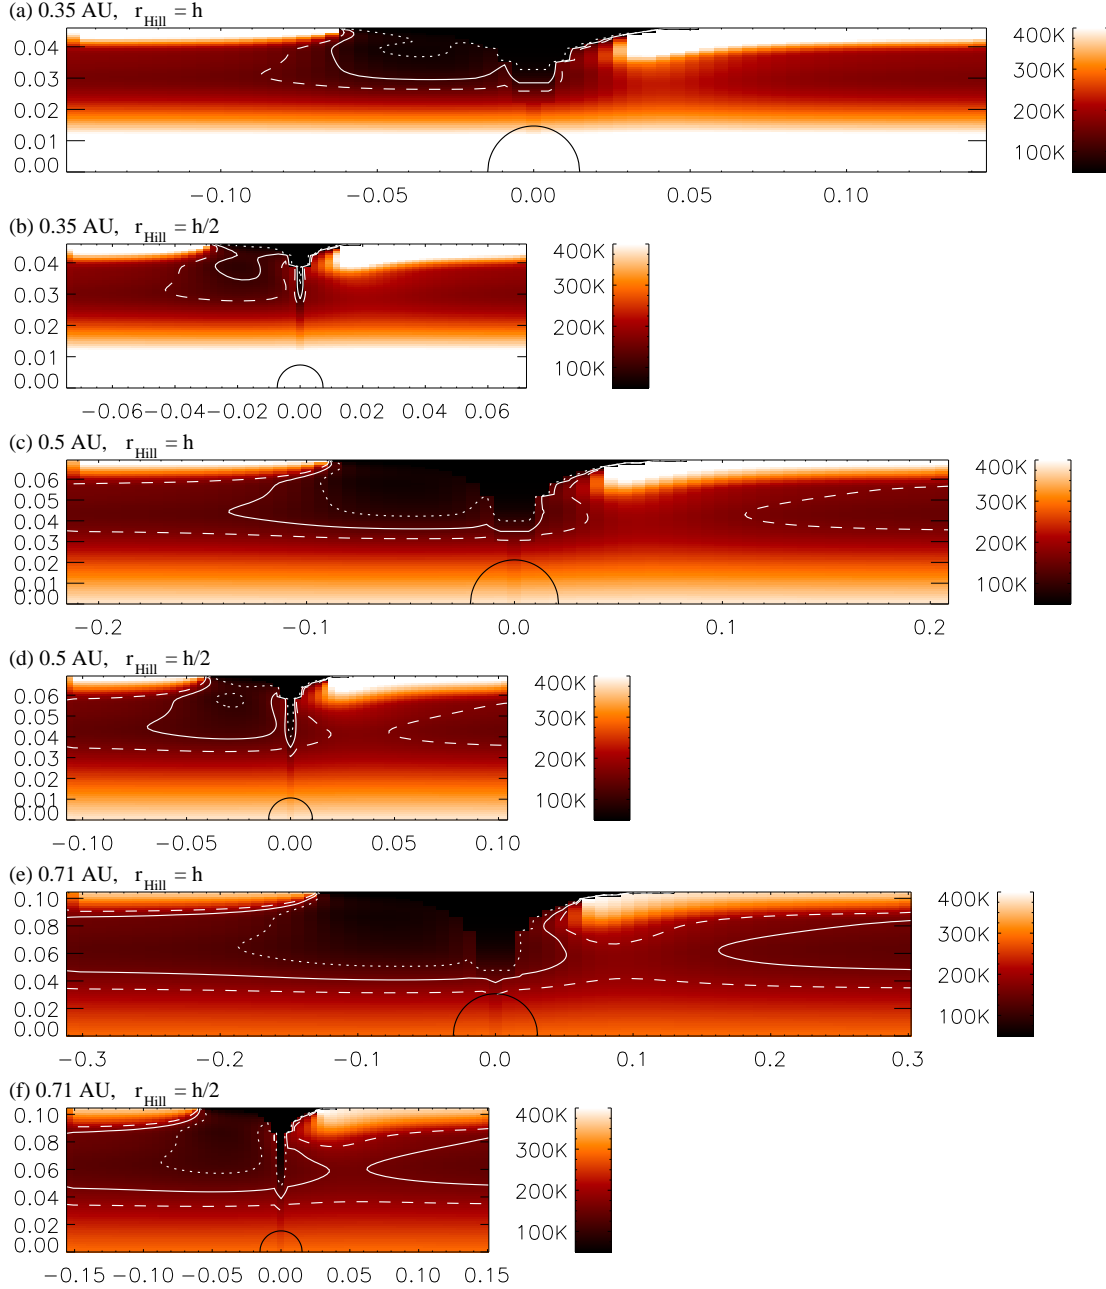 (a) 0.35 AU, r_Hill = h
0.04
0.03
0.02
0.01
0.00
−0.10 −0.05 0.00 0.05 0.10
400K
300K
200K
100K
(b) 0.35 AU, r_Hill = h/2
0.04
0.03
0.02
0.01
0.00
−0.06 −0.04 −0.02 0.00 0.02 0.04 0.06
400K
300K
200K
100K
(c) 0.5 AU, r_Hill = h
0.06
0.05
0.04
0.03
0.02
0.01
0.00
−0.2 −0.1 0.0 0.1 0.2
400K
300K
200K
100K
(d) 0.5 AU, r_Hill = h/2
0.06
0.05
0.04
0.03
0.02
0.01
0.00
−0.10 −0.05 0.00 0.05 0.10
400K
300K
200K
100K
(e) 0.71 AU, r_Hill = h
0.10
0.08
0.06
0.04
0.02
0.00
−0.3 −0.2 −0.1 0.0 0.1 0.2 0.3
400K
300K
200K
100K
(f) 0.71 AU, r_Hill = h/2
0.10
0.08
0.06
0.04
0.02
0.00
−0.15 −0.10 −0.05 0.00 0.05 0.10 0.15
400K
300K
200K
100K